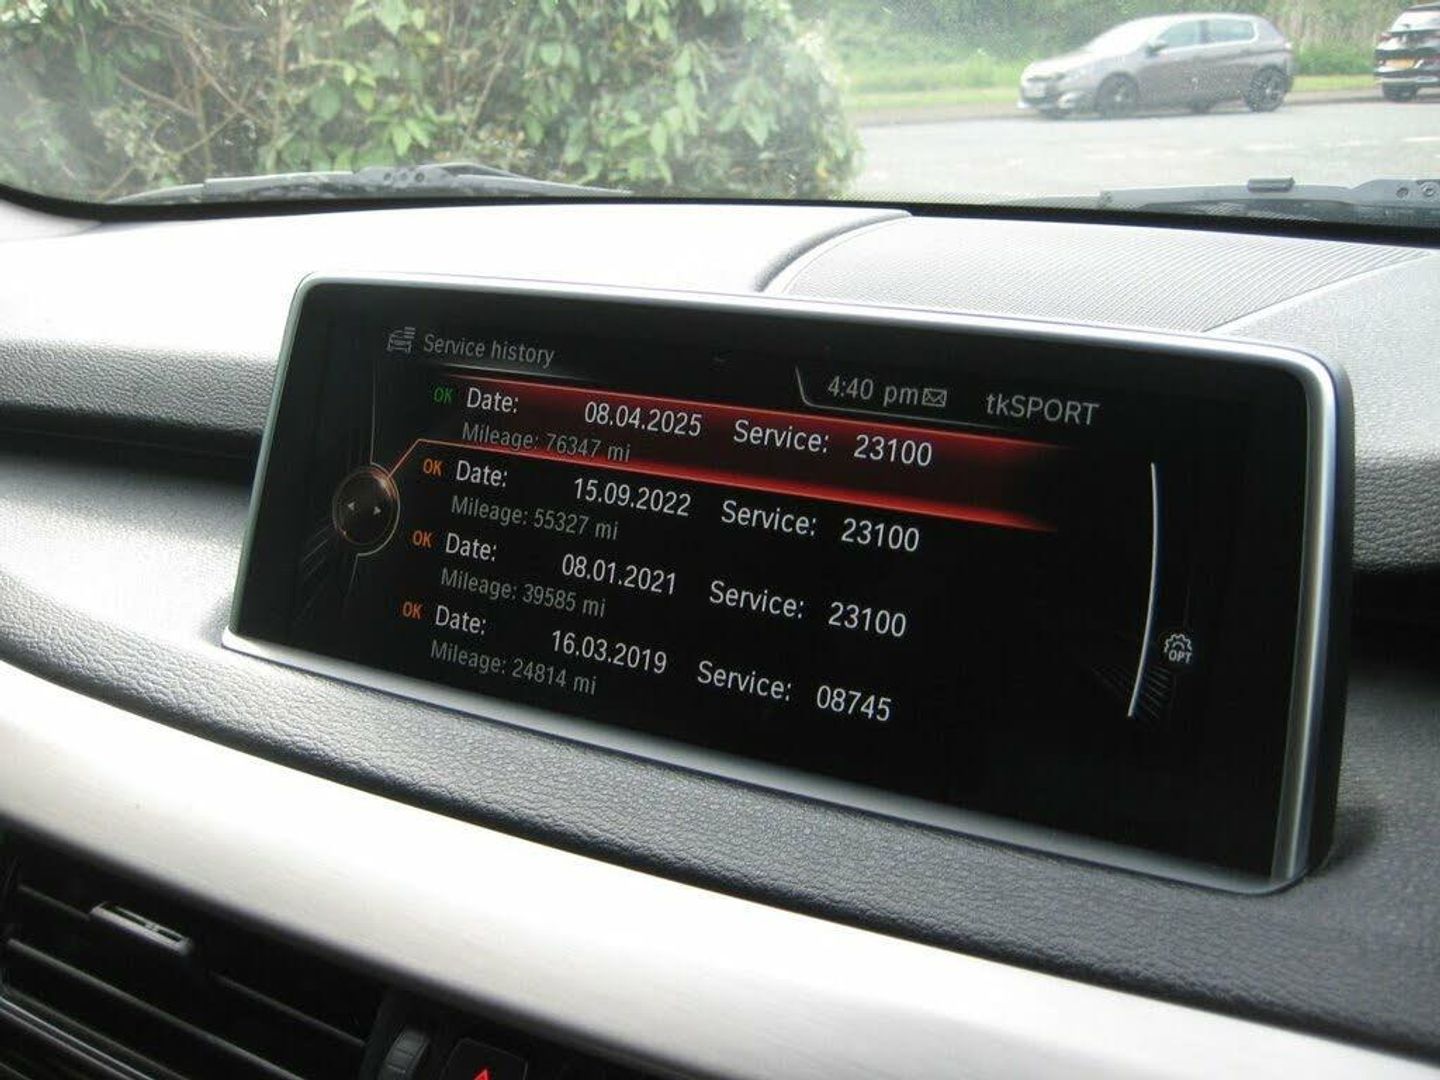 Service history
4:40 pm tkSPORT
OK Date: 08.04.2025 Service: 23100
Mileage: 76347 mi
OK Date: 15.09.2022 Service: 23100
Mileage: 55327 mi
OK Date: 08.01.2021 Service: 23100
Mileage: 39585 mi
OK Date: 16.03.2019 Service: 08745
Mileage: 24814 mi
OPT